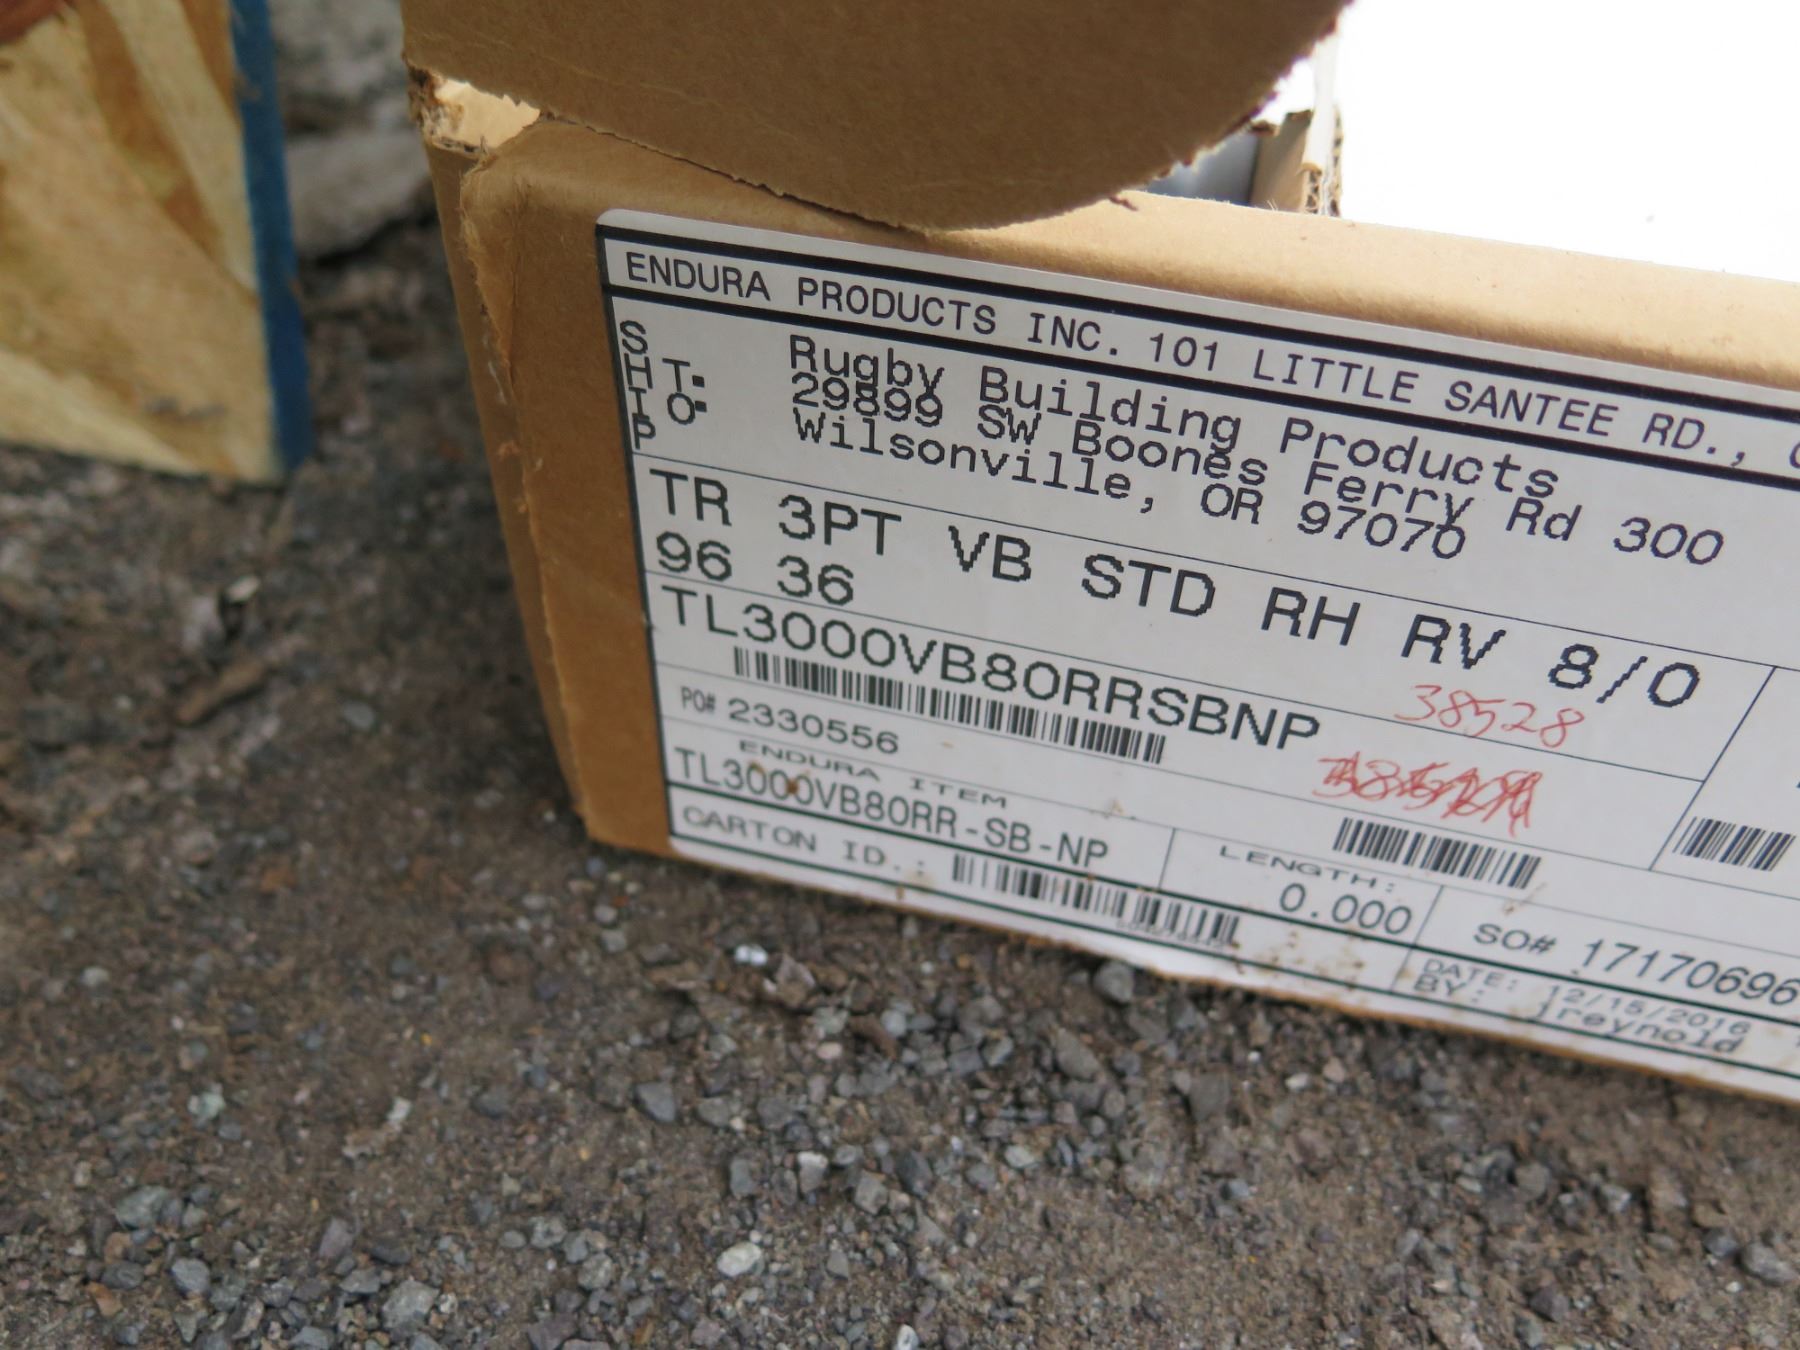 ENDURA PRODUCTS INC. 101 LITTLE SANTEE RD.,
SHIP TO:
Rugby Building Products
29899 SW Boones Ferry Rd 300
Wilsonville, OR 97070
TR 3PT VB STD RH RV 8/0
96 36
TL3000VB80RRSBNP
38528
PO# 2330556
ENDURA ITEM
TL3000VB80RR-SB-NP
LENGTH:
0.000
SO# 17170696
CARTON ID.:
DATE: 12/15/2016
BY: jreynold